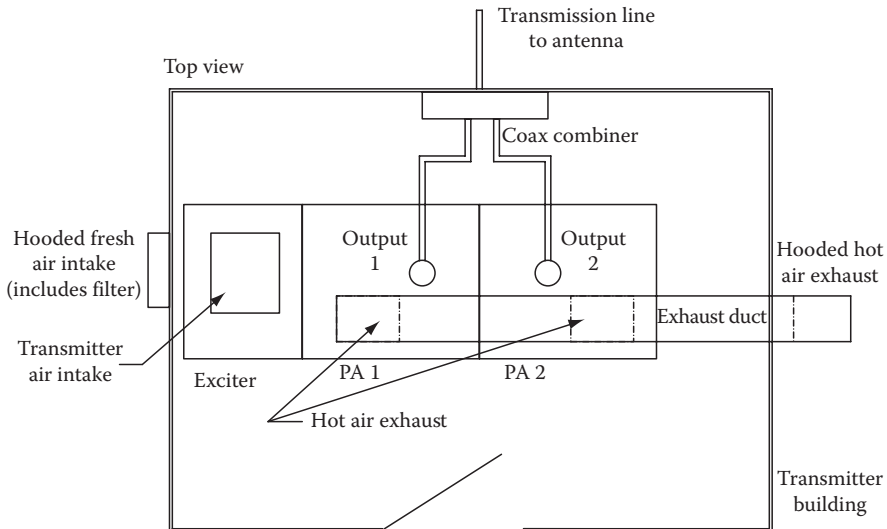 Transmission line
to antenna
Top view
Coax combiner
Hooded fresh
air intake
(includes filter)
Output
1
Output
2
Hooded hot
air exhaust
Exhaust duct
Transmitter
air intake
Exciter
PA 1
PA 2
Hot air exhaust
Transmitter
building